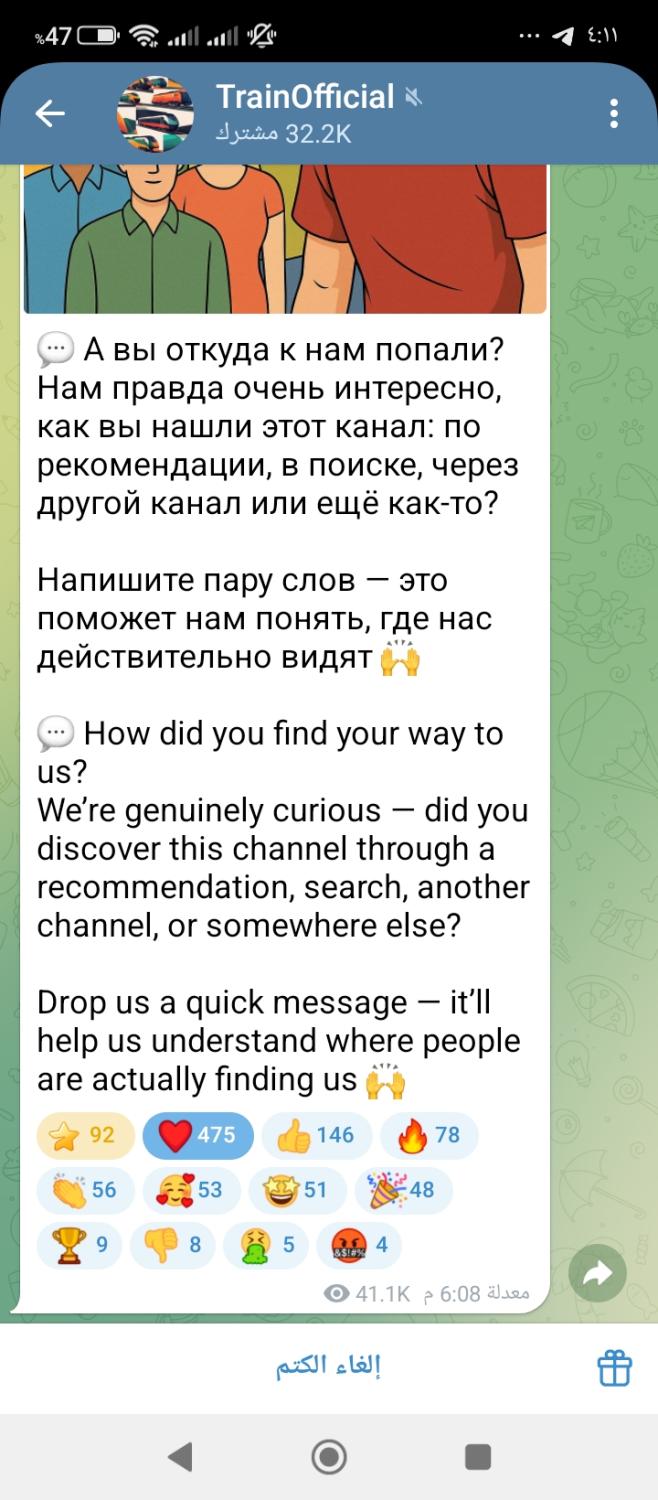 %47
٤:١١
TrainOfficial
32.2K مشترك
💬 А вы откуда к нам попали?
Нам правда очень интересно,
как вы нашли этот канал: по
рекомендации, в поиске, через
другой канал или ещё как-то?
Напишите пару слов — это
поможет нам понять, где нас
действительно видят 🙌
💬 How did you find your way to
us?
We’re genuinely curious — did you
discover this channel through a
recommendation, search, another
channel, or somewhere else?
Drop us a quick message — it’ll
help us understand where people
are actually finding us 🙌
⭐ 92 ❤️ 475 👍 146 🔥 78
👏 56 🥰 53 🤩 51 🎉 48
🏆 9 👎 8 🤮 5 🤬 4
41.1K معدلة 6:08 م
إلغاء الكتم